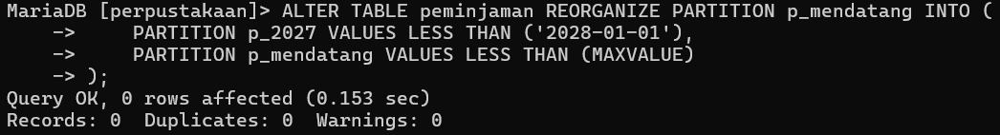 MariaDB [perpustakaan]> ALTER TABLE peminjaman REORGANIZE PARTITION p_mendatang INTO (
    ->     PARTITION p_2027 VALUES LESS THAN ('2028-01-01'),
    ->     PARTITION p_mendatang VALUES LESS THAN (MAXVALUE)
    -> );
Query OK, 0 rows affected (0.153 sec)
Records: 0  Duplicates: 0  Warnings: 0